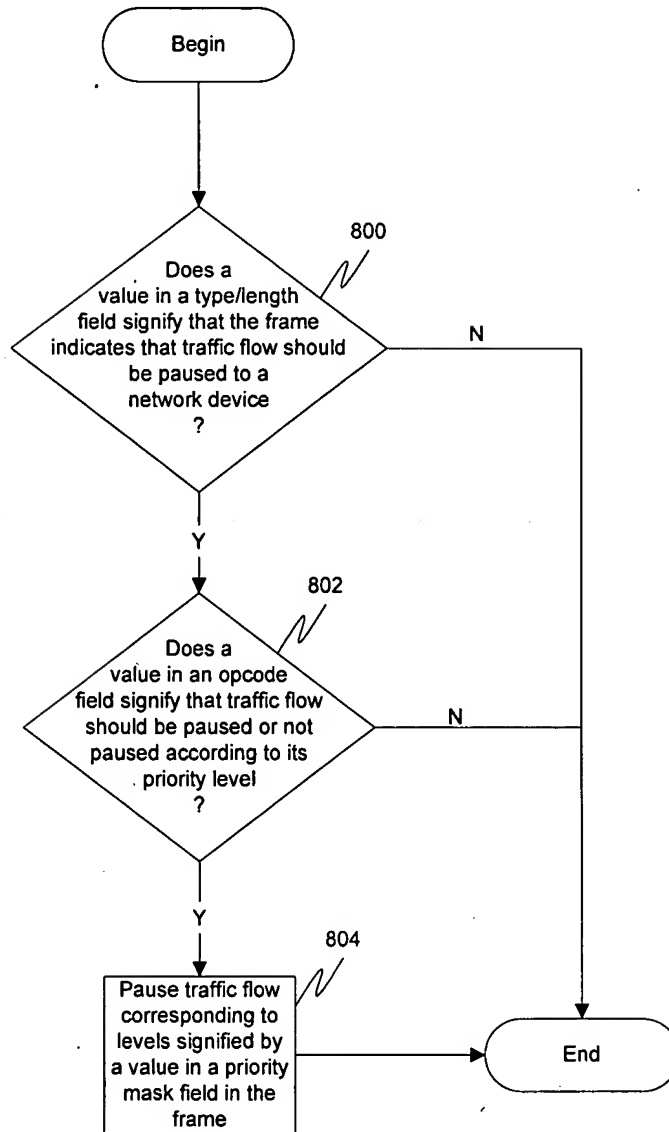 Begin
800
Does a
value in a type/length
field signify that the frame
indicates that traffic flow should
be paused to a
network device
?
N
Y
802
Does a
value in an opcode
field signify that traffic flow
should be paused or not
paused according to its
priority level
?
N
Y
804
Pause traffic flow
corresponding to
levels signified by
a value in a priority
mask field in the
frame
End